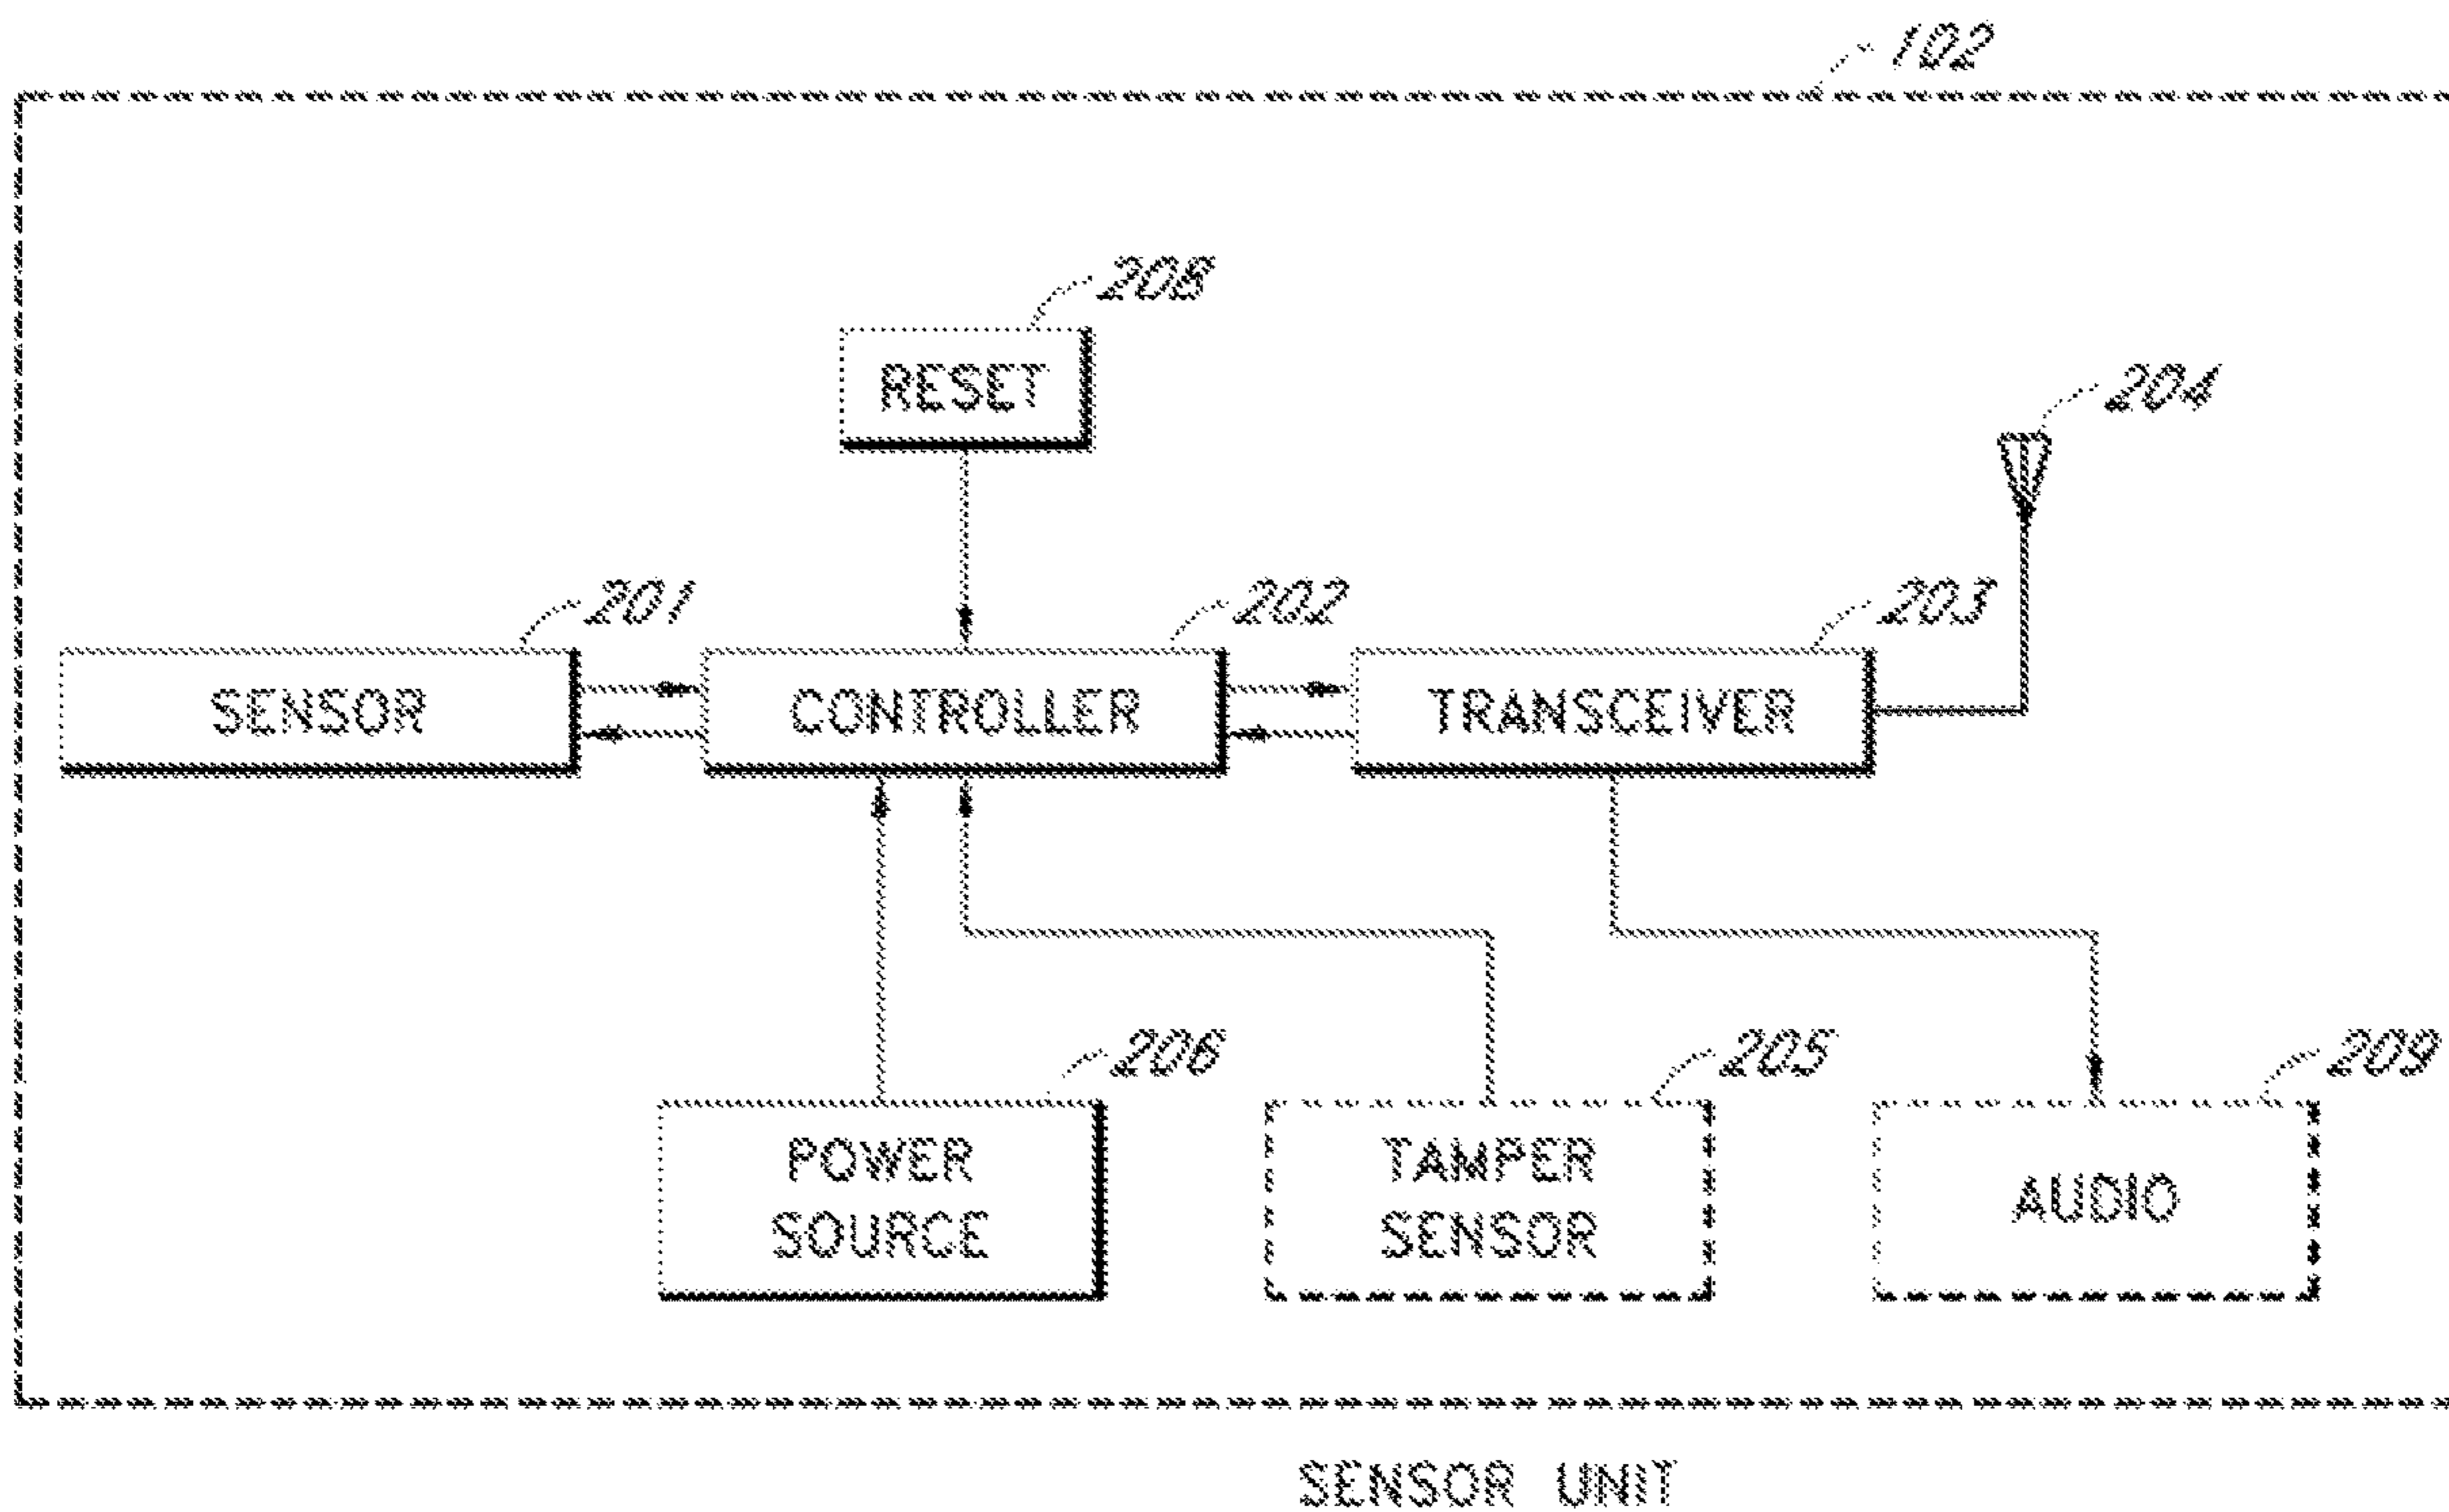 102
208
RESET
204
201
202
203
SENSOR
CONTROLLER
TRANSCEIVER
206
205
209
POWER
SOURCE
TAMPER
SENSOR
AUDIO
SENSOR UNIT